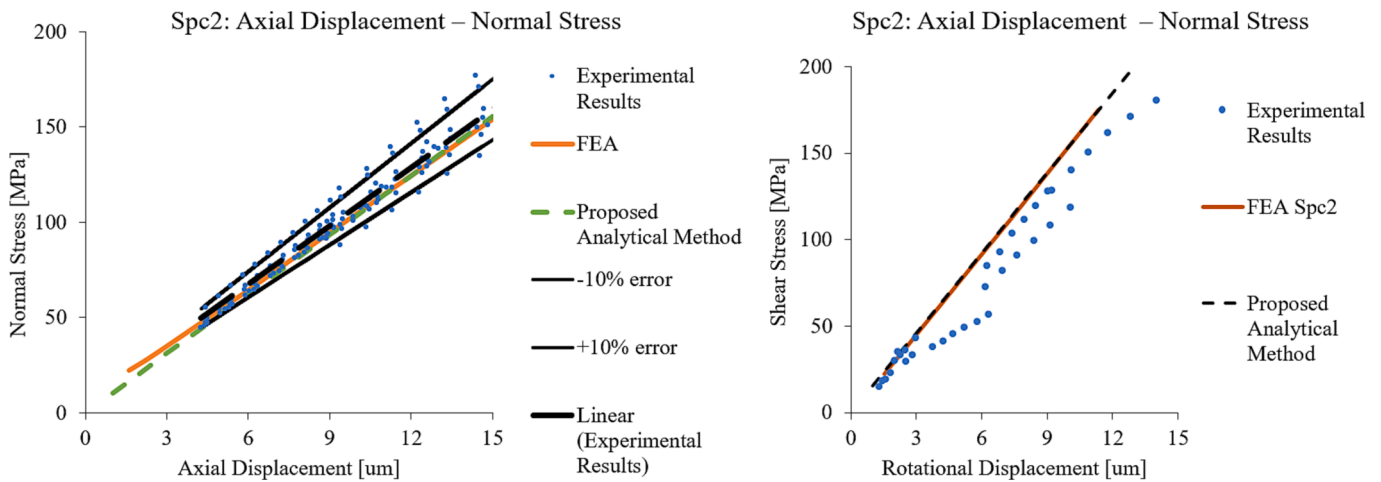 Spc2: Axial Displacement – Normal Stress
200
150
100
50
0
0
3
6
9
12
15
Normal Stress [MPa]
Axial Displacement [um]
Experimental
Results
FEA
Proposed
Analytical Method
-10% error
+10% error
Linear
(Experimental
Results)
Spc2: Axial Displacement – Normal Stress
200
150
100
50
0
0
3
6
9
12
15
18
Shear Stress [MPa]
Rotational Displacement [um]
Experimental
Results
FEA Spc2
Proposed
Analytical
Method